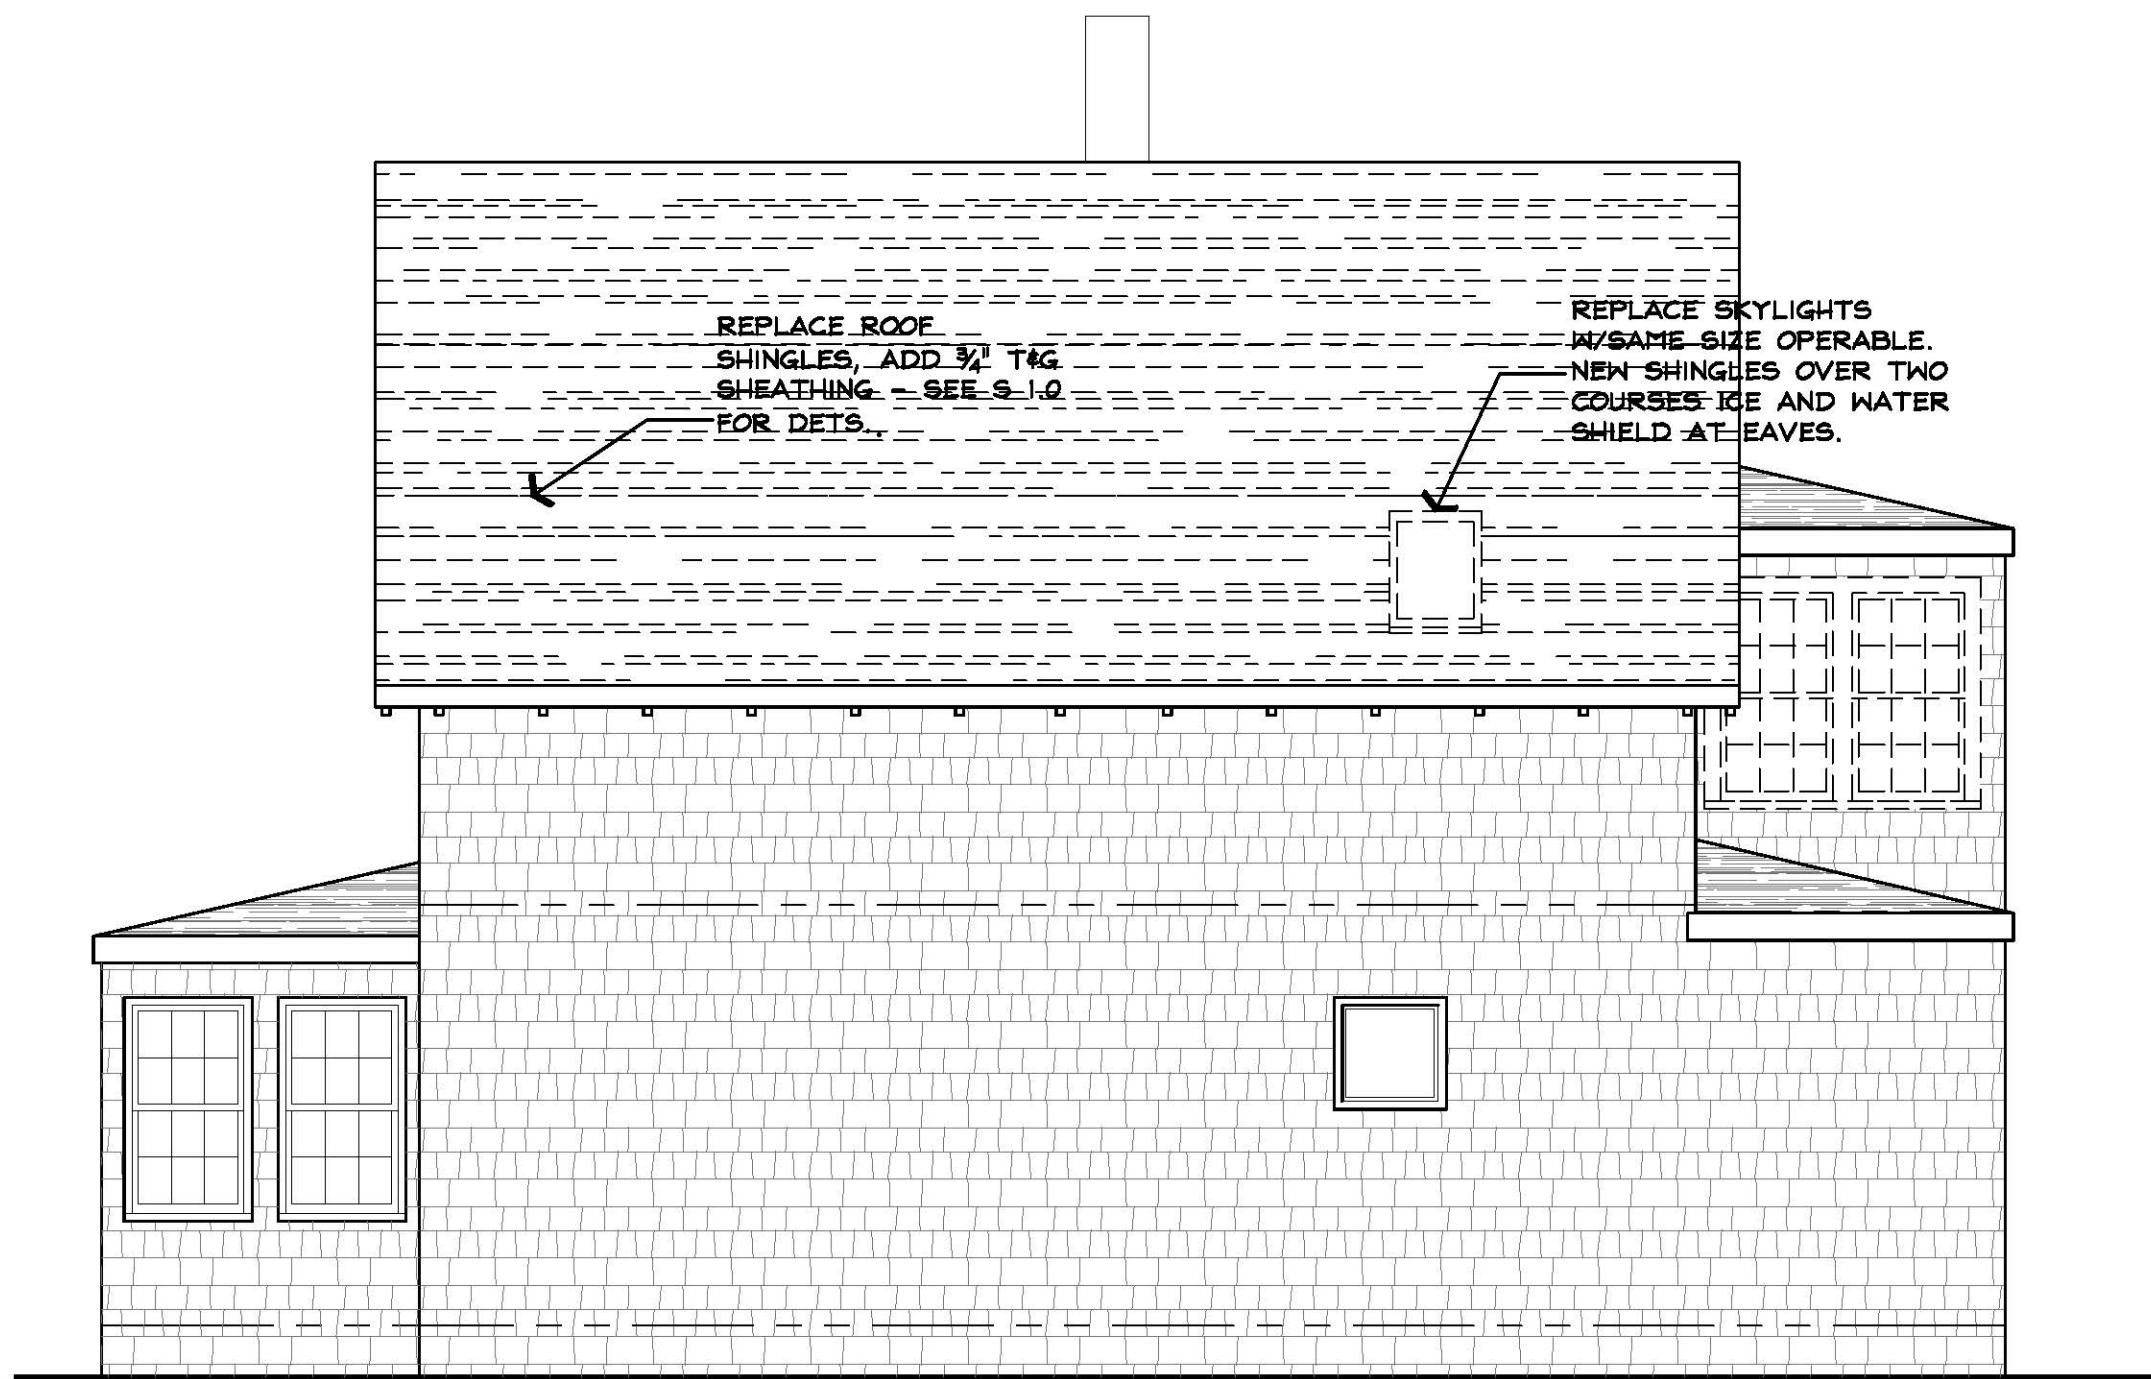 REPLACE ROOF
SHINGLES, ADD ¾" T&G
SHEATHING - SEE S 1.0
FOR DETS..
REPLACE SKYLIGHTS
W/SAME SIZE OPERABLE.
NEW SHINGLES OVER TWO
COURSES ICE AND WATER
SHIELD AT EAVES.